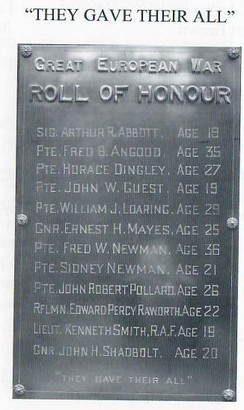 "THEY GAVE THEIR ALL"
GREAT EUROPEAN WAR
ROLL OF HONOUR
SIG. ARTHUR R. ABBOTT. AGE 19
PTE. FRED B. ANGOOD. AGE 35
PTE. HORACE DINGLEY. AGE 27
PTE. JOHN W. GUEST. AGE 19
PTE. WILLIAM J. LOARING. AGE 29
GNR. ERNEST H. MAYES. AGE 25
PTE. FRED W. NEWMAN. AGE 36
PTE. SIDNEY NEWMAN. AGE 21
PTE. JOHN ROBERT POLLARD. AGE 26
RFLMN. EDWARD PERCY RAWORTH. AGE 22
LIEUT. KENNETH SMITH, R.A.F. AGE 19
GNR. JOHN H. SHADBOLT. AGE 20
"THEY GAVE THEIR ALL"